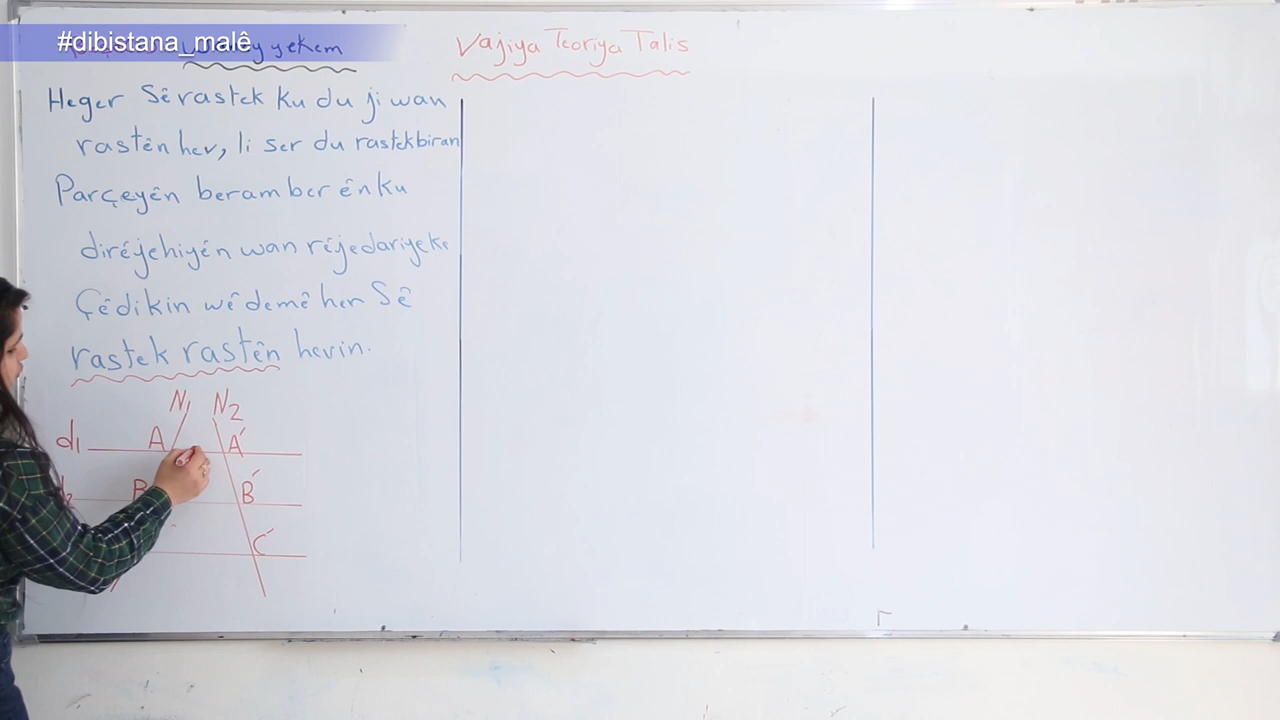 #dibistana_malê
yekem
Vajiya Teoriya Talis
Heger Sê rastek ku du ji wan
rastên hev, li ser du rastekbiran
Parçeyên beramber ên ku
dirêjehiyên wan rêjedariyeke
Çêdikin wê demê her Sê
rastek rastên hevin.
N1 N2
d1 A A'
B B'
C'